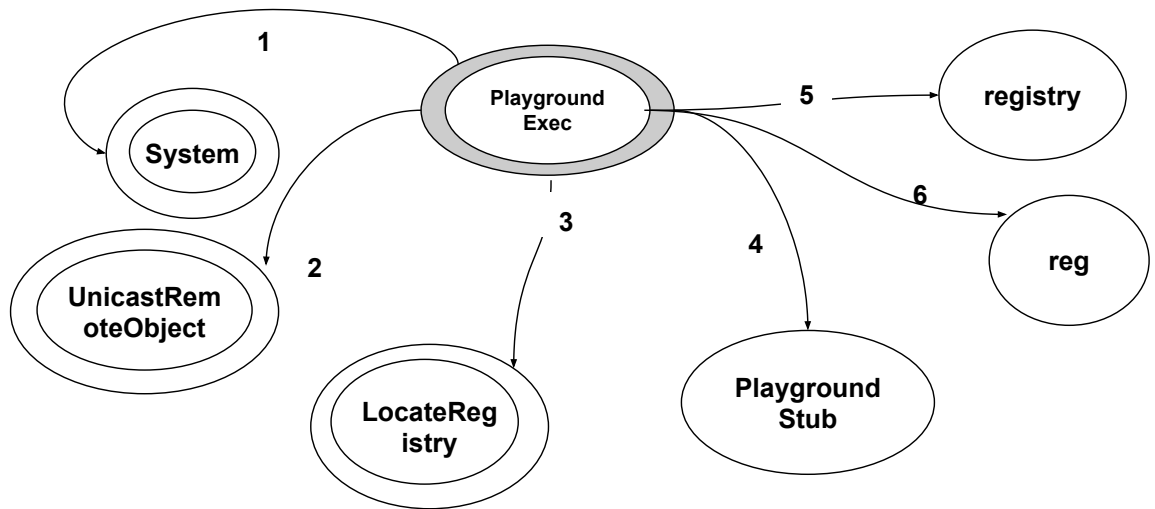 1
Playground
Exec
5
registry
System
6
reg
3
4
2
UnicastRem
oteObject
LocateReg
istry
Playground
Stub